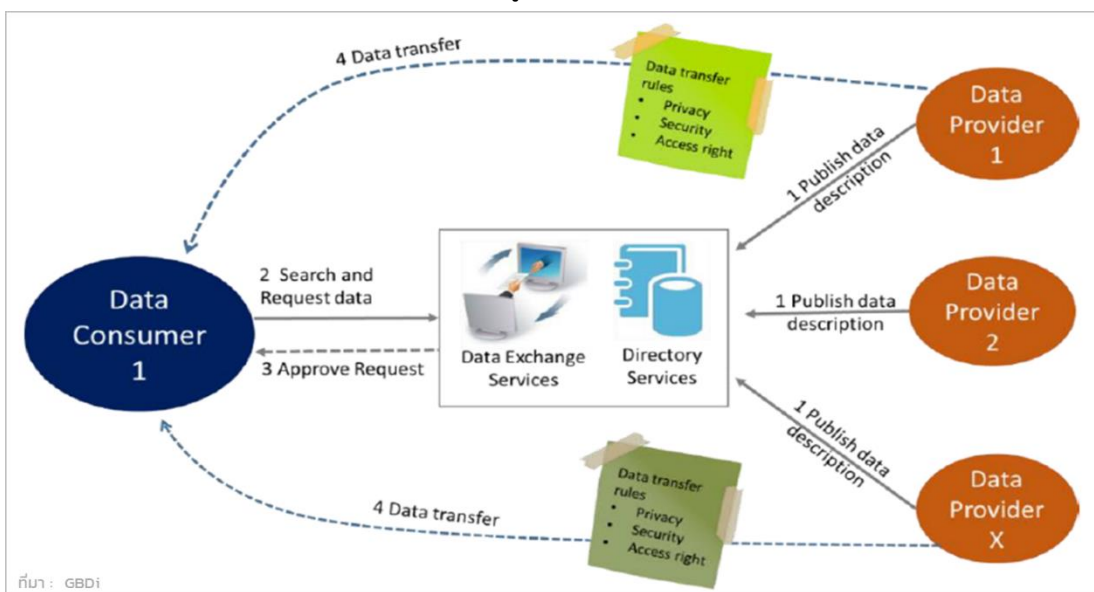 4 Data transfer
Data transfer
rules
• Privacy
• Security
• Access right
Data
Provider
1
1 Publish data
description
2 Search and
Request data
Data
Consumer
1
3 Approve Request
Data Exchange
Services
Directory
Services
1 Publish data
description
Data
Provider
2
1 Publish data
description
Data transfer
rules
• Privacy
• Security
• Access right
4 Data transfer
Data
Provider
X
ที่มา : GBDi